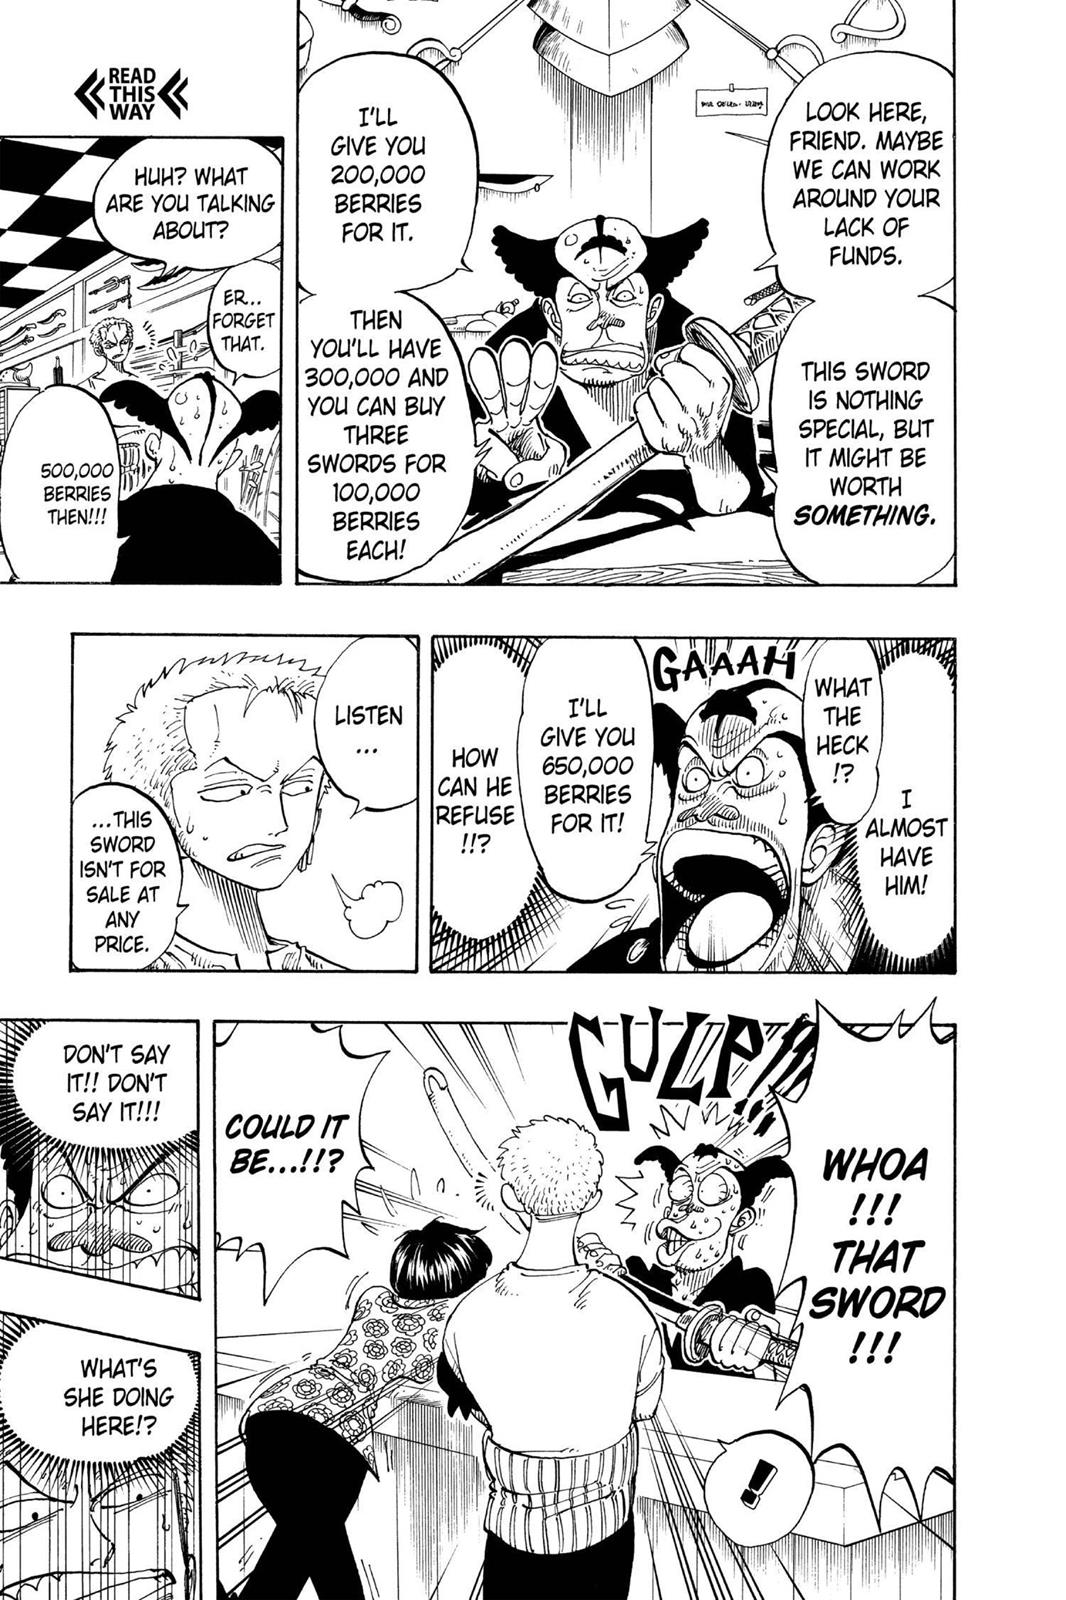 READ
THIS
WAY
LOOK HERE,
FRIEND. MAYBE
WE CAN WORK
AROUND YOUR
LACK OF
FUNDS.
THIS SWORD
IS NOTHING
SPECIAL, BUT
IT MIGHT BE
WORTH
SOMETHING.
I'LL
GIVE YOU
200,000
BERRIES
FOR IT.
THEN
YOU'LL HAVE
300,000 AND
YOU CAN BUY
THREE
SWORDS FOR
100,000
BERRIES
EACH!
HUH? WHAT
ARE YOU TALKING
ABOUT?
ER...
FORGET
THAT.
500,000
BERRIES
THEN!!!
I
ALMOST
HAVE
HIM!
WHAT
THE
HECK
!?
GAAAH
I'LL
GIVE YOU
650,000
BERRIES
FOR IT!
HOW
CAN HE
REFUSE
!!?
LISTEN
...
...THIS
SWORD
ISN'T FOR
SALE AT
ANY
PRICE.
WHOA
!!!
THAT
SWORD
!!!
GULP!!
!
COULD IT
BE...!!?
DON'T SAY
IT!! DON'T
SAY IT!!!
WHAT'S
SHE DOING
HERE!?